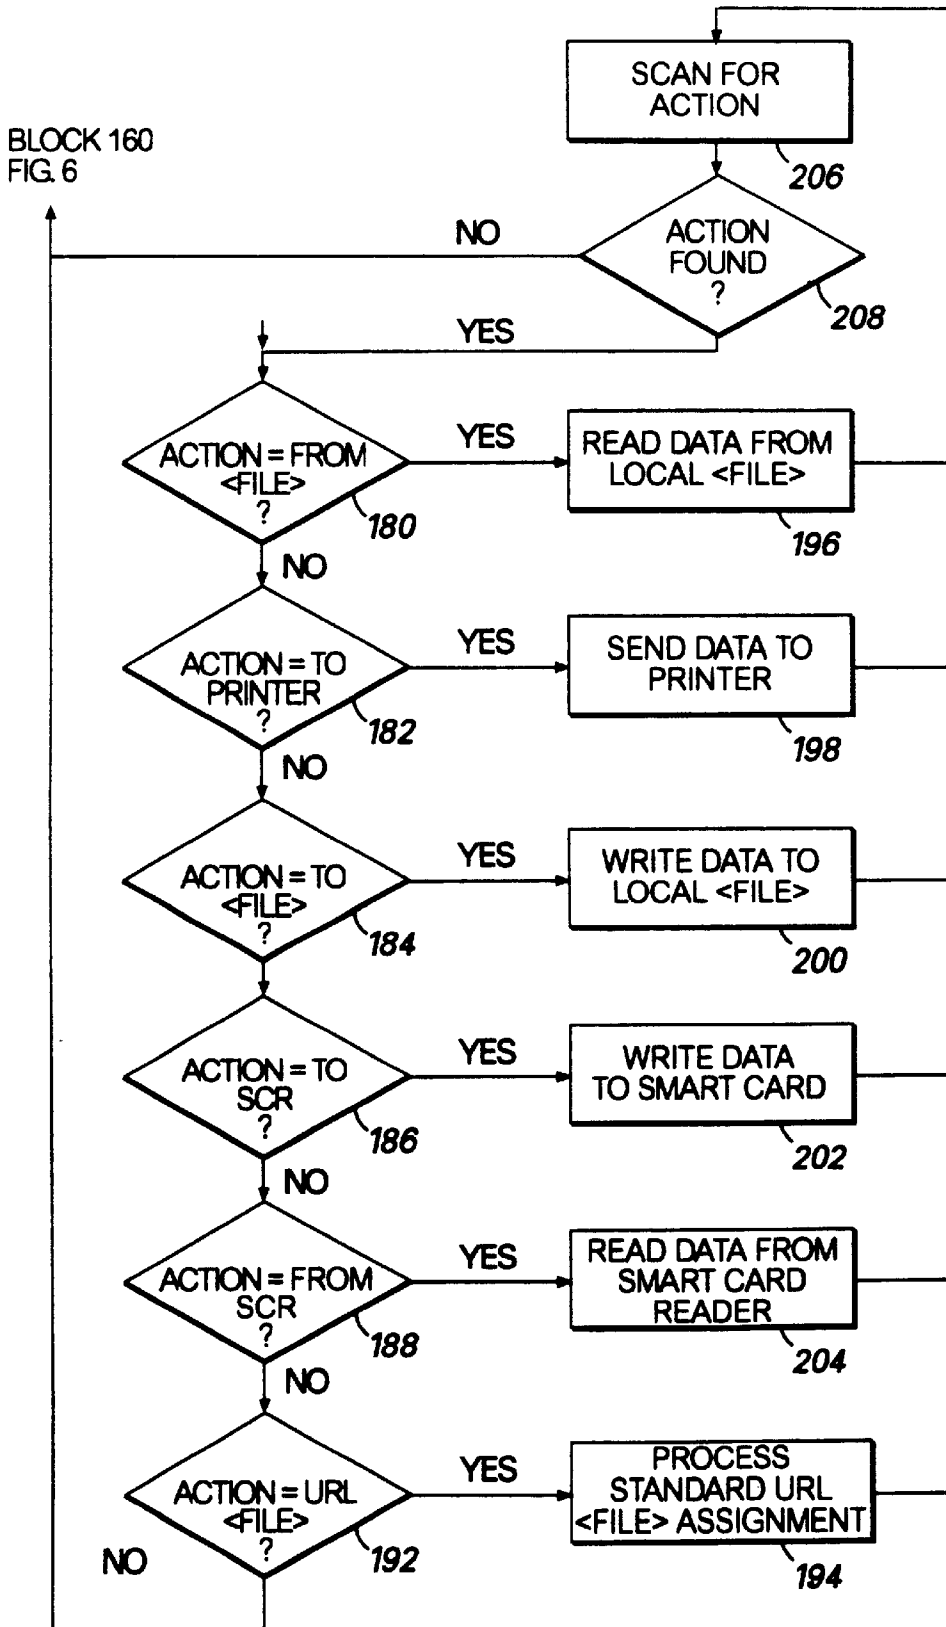 SCAN FOR
ACTION
206
BLOCK 160
FIG. 6
NO
ACTION
FOUND
?
208
YES
ACTION = FROM
<FILE>
?
180
YES
READ DATA FROM
LOCAL <FILE>
196
NO
ACTION = TO
PRINTER
?
182
YES
SEND DATA TO
PRINTER
198
NO
ACTION = TO
<FILE>
?
184
YES
WRITE DATA TO
LOCAL <FILE>
200
ACTION = TO
SCR
?
186
YES
WRITE DATA
TO SMART CARD
202
NO
ACTION = FROM
SCR
?
188
YES
READ DATA FROM
SMART CARD
READER
204
NO
ACTION = URL
<FILE>
?
192
YES
PROCESS
STANDARD URL
<FILE> ASSIGNMENT
194
NO